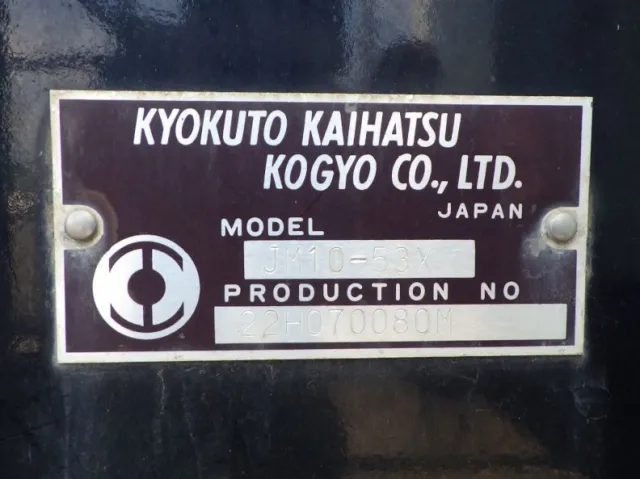 KYOKUTO KAIHATSU
KOGYO CO., LTD.
JAPAN
MODEL
JM10-53X
PRODUCTION NO
22H070080M